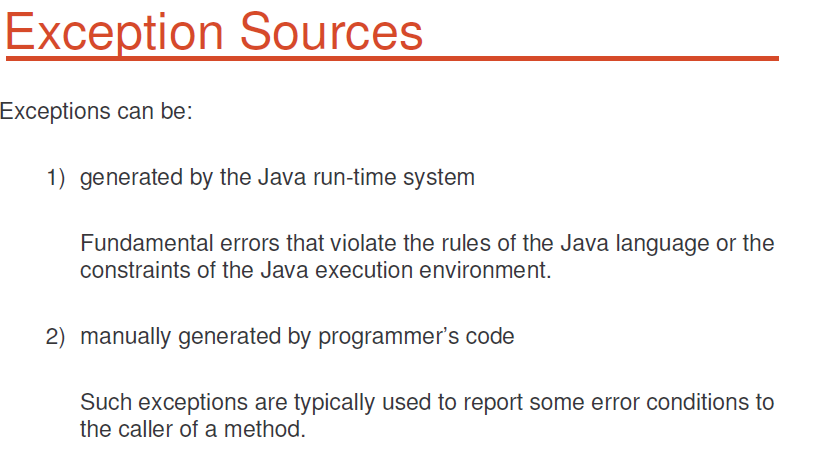 Exception Sources
Exceptions can be:
1) generated by the Java run-time system
Fundamental errors that violate the rules of the Java language or the
constraints of the Java execution environment.
2) manually generated by programmer’s code
Such exceptions are typically used to report some error conditions to
the caller of a method.